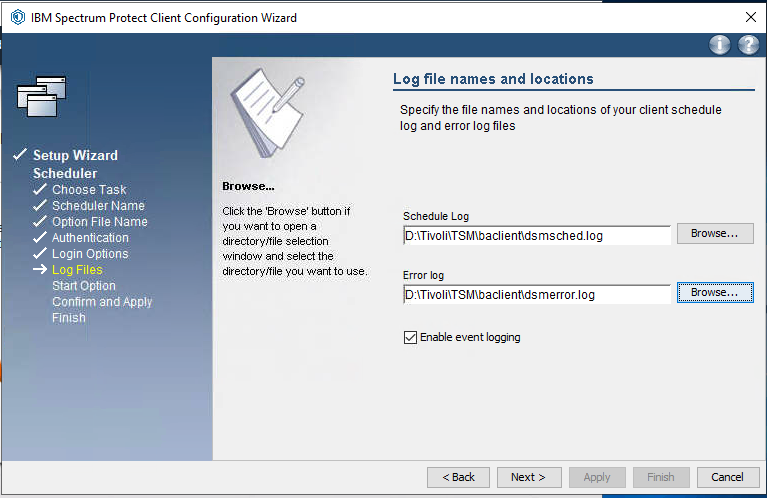 IBM Spectrum Protect Client Configuration Wizard
Setup Wizard
Scheduler
Choose Task
Scheduler Name
Option File Name
Authentication
Login Options
Log Files
Start Option
Confirm and Apply
Finish
Browse...
Click the 'Browse' button if
you want to open a
directory/file selection
window and select the
directory/file you want to use.
Log file names and locations
Specify the file names and locations of your client schedule
log and error log files
Schedule Log
D:\Tivoli\TSM\baclient\dsmsched.log
Browse...
Error log
D:\Tivoli\TSM\baclient\dsmerror.log
Browse...
Enable event logging
< Back
Next >
Apply
Finish
Cancel